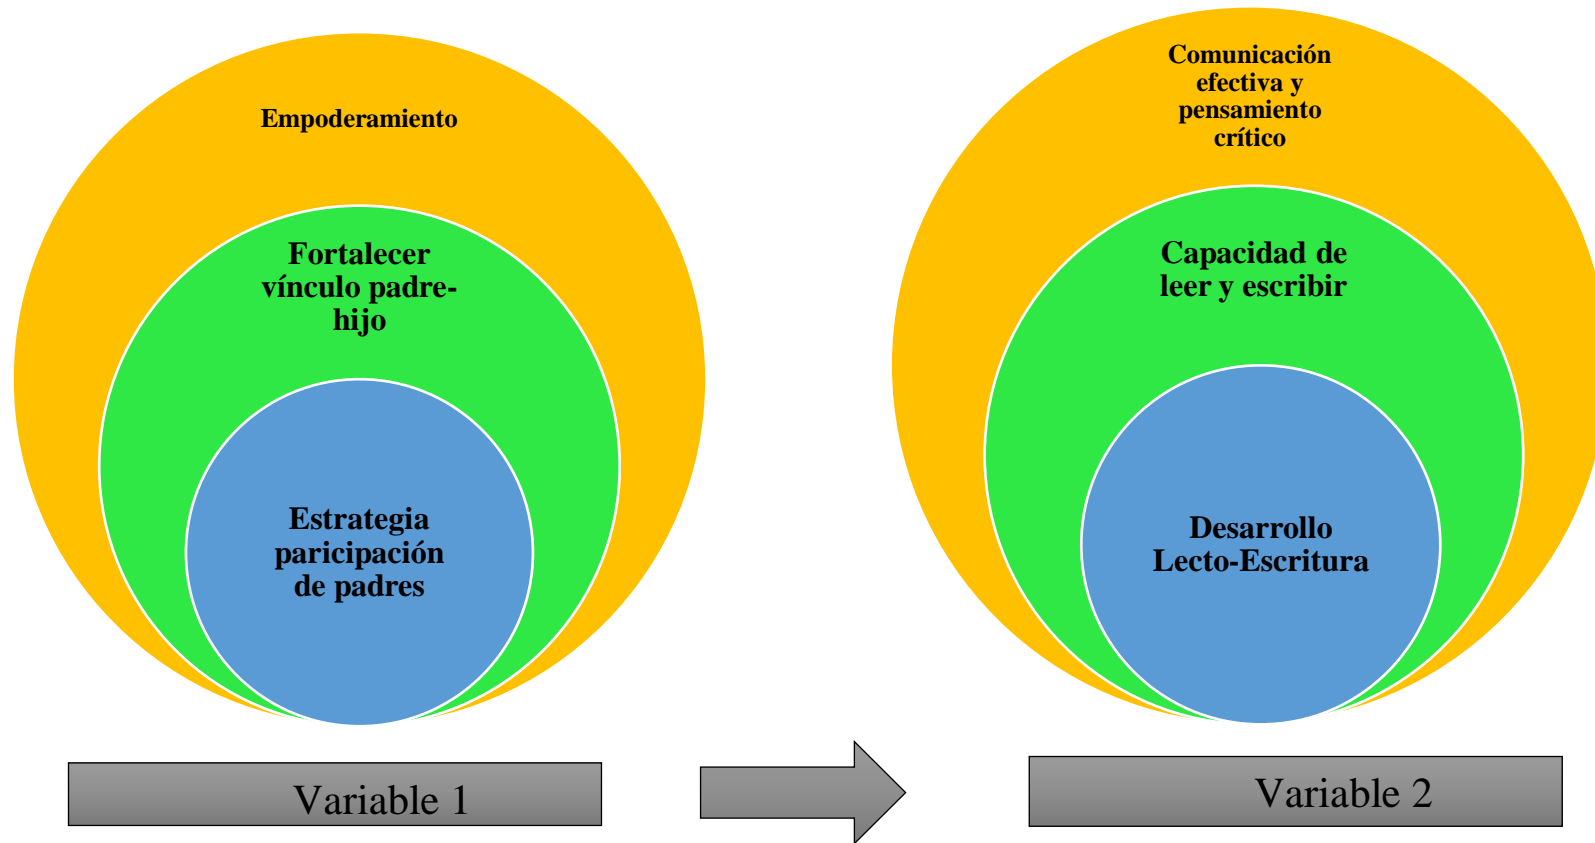 Empoderamiento
Fortalecer
vínculo padre-
hijo
Estrategia
paricipación
de padres
Variable 1
Comunicación
efectiva y
pensamiento
crítico
Capacidad de
leer y escribir
Desarrollo
Lecto-Escritura
Variable 2